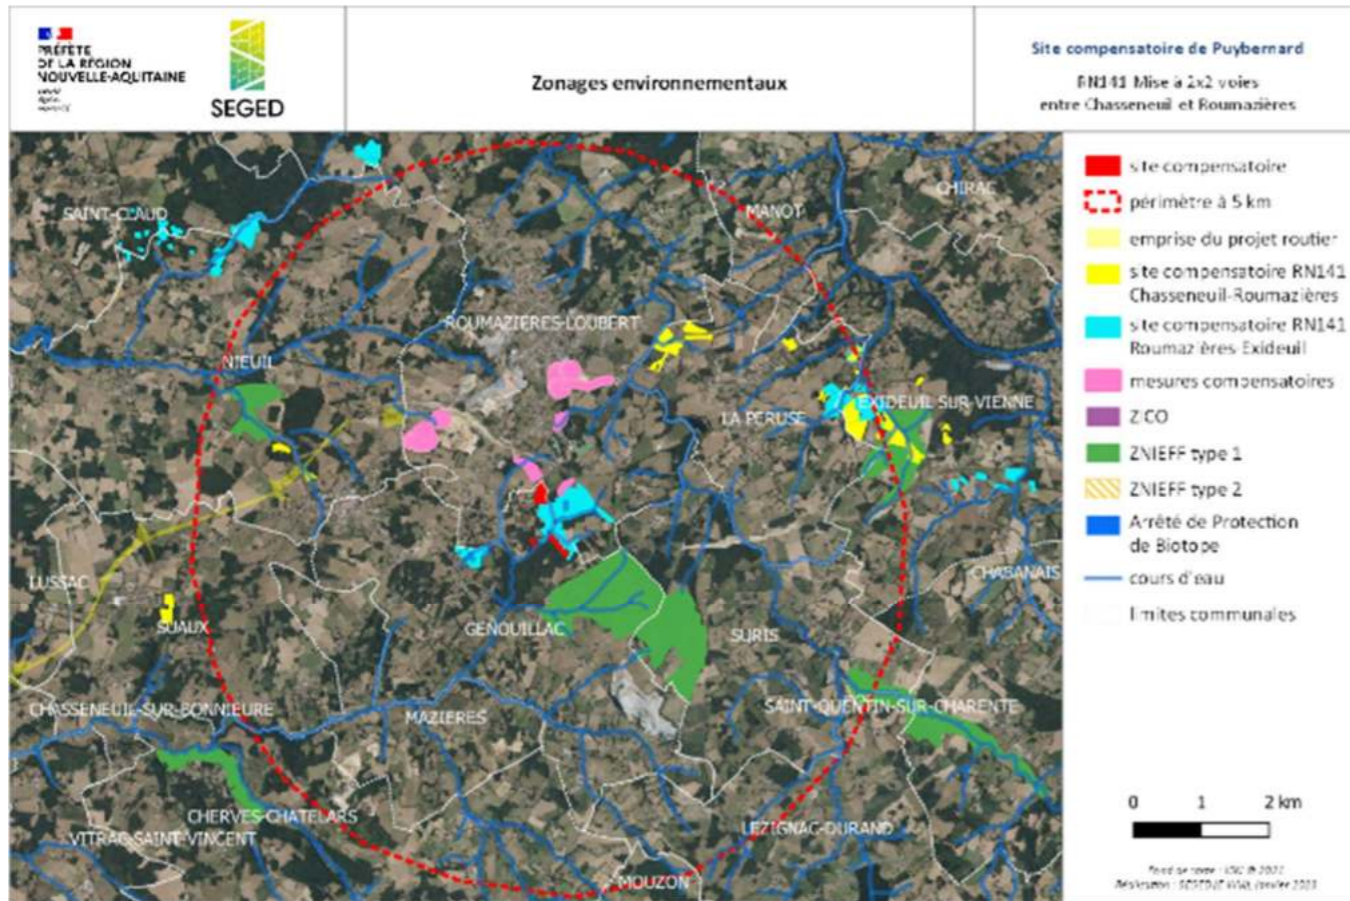 PRÉFÈTE
DE LA RÉGION
NOUVELLE-AQUITAINE
SEGED
Zonages environnementaux
Site compensatoire de Puybernard
RN141 Mise à 2x2 voies
entre Chasseneuil et Roumazières
SAINT-CLAUD
CHIRAC
MANOT
ROUMAZIERES-LOUBERT
NIEUIL
LA PERUSE
EXIDEUIL SUR-VIENNE
LUSSAC
SUAUX
GENOUILLAC
SURIS
CHABANAIS
CHASSENEUIL-SUR-BONNIEURE
MAZIERES
SAINT-QUENTIN-SUR-CHARENTE
CHERVES-CHATELARS
VITRAC-SAINT-VINCENT
LEZIGNAC-DURAND
MOUZON
site compensatoire
périmètre à 5 km
emprise du projet routier
site compensatoire RN141
Chasseneuil-Roumazières
site compensatoire RN141
Roumazières-Exideuil
mesures compensatoires
ZICO
ZNIEFF type 1
ZNIEFF type 2
Arrêté de Protection
de Biotope
cours d'eau
limites communales
0 1 2 km